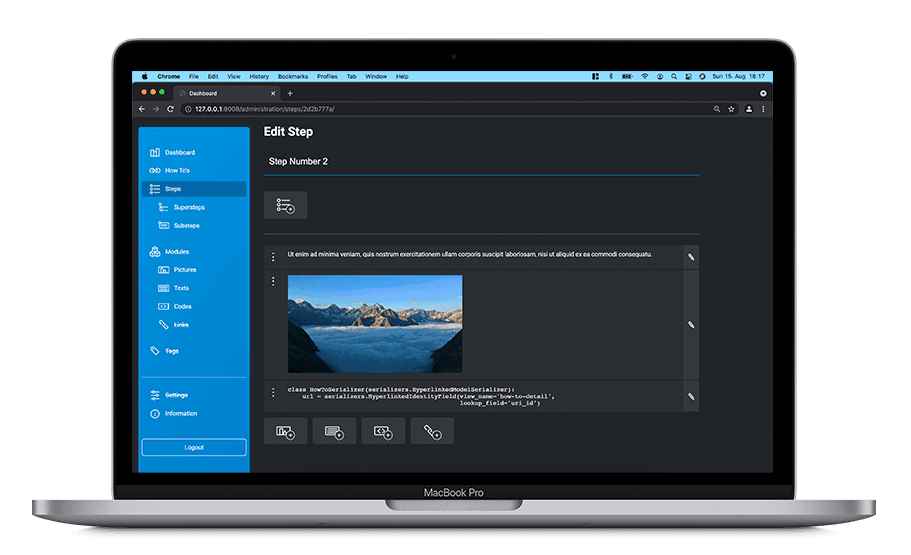 Chrome File Edit View History Bookmarks Profiles Tab Window Help Sun 15. Aug 18:17
Dashboard
127.0.0.1:8008/administration/steps/2d2b777a/
Dashboard
How To's
Steps
Supersteps
Substeps
Modules
Pictures
Texts
Codes
Links
Tags
Settings
Information
Logout
Edit Step
Step Number 2
Ut enim ad minima veniam, quis nostrum exercitationem ullam corporis suscipit laboriosam, nisi ut aliquid ex ea commodi consequatur.
class HowToSerializer(serializers.HyperlinkedModelSerializer):
url = serializers.HyperlinkedIdentityField(view_name='how-to-detail',
lookup_field='uri_id')
MacBook Pro